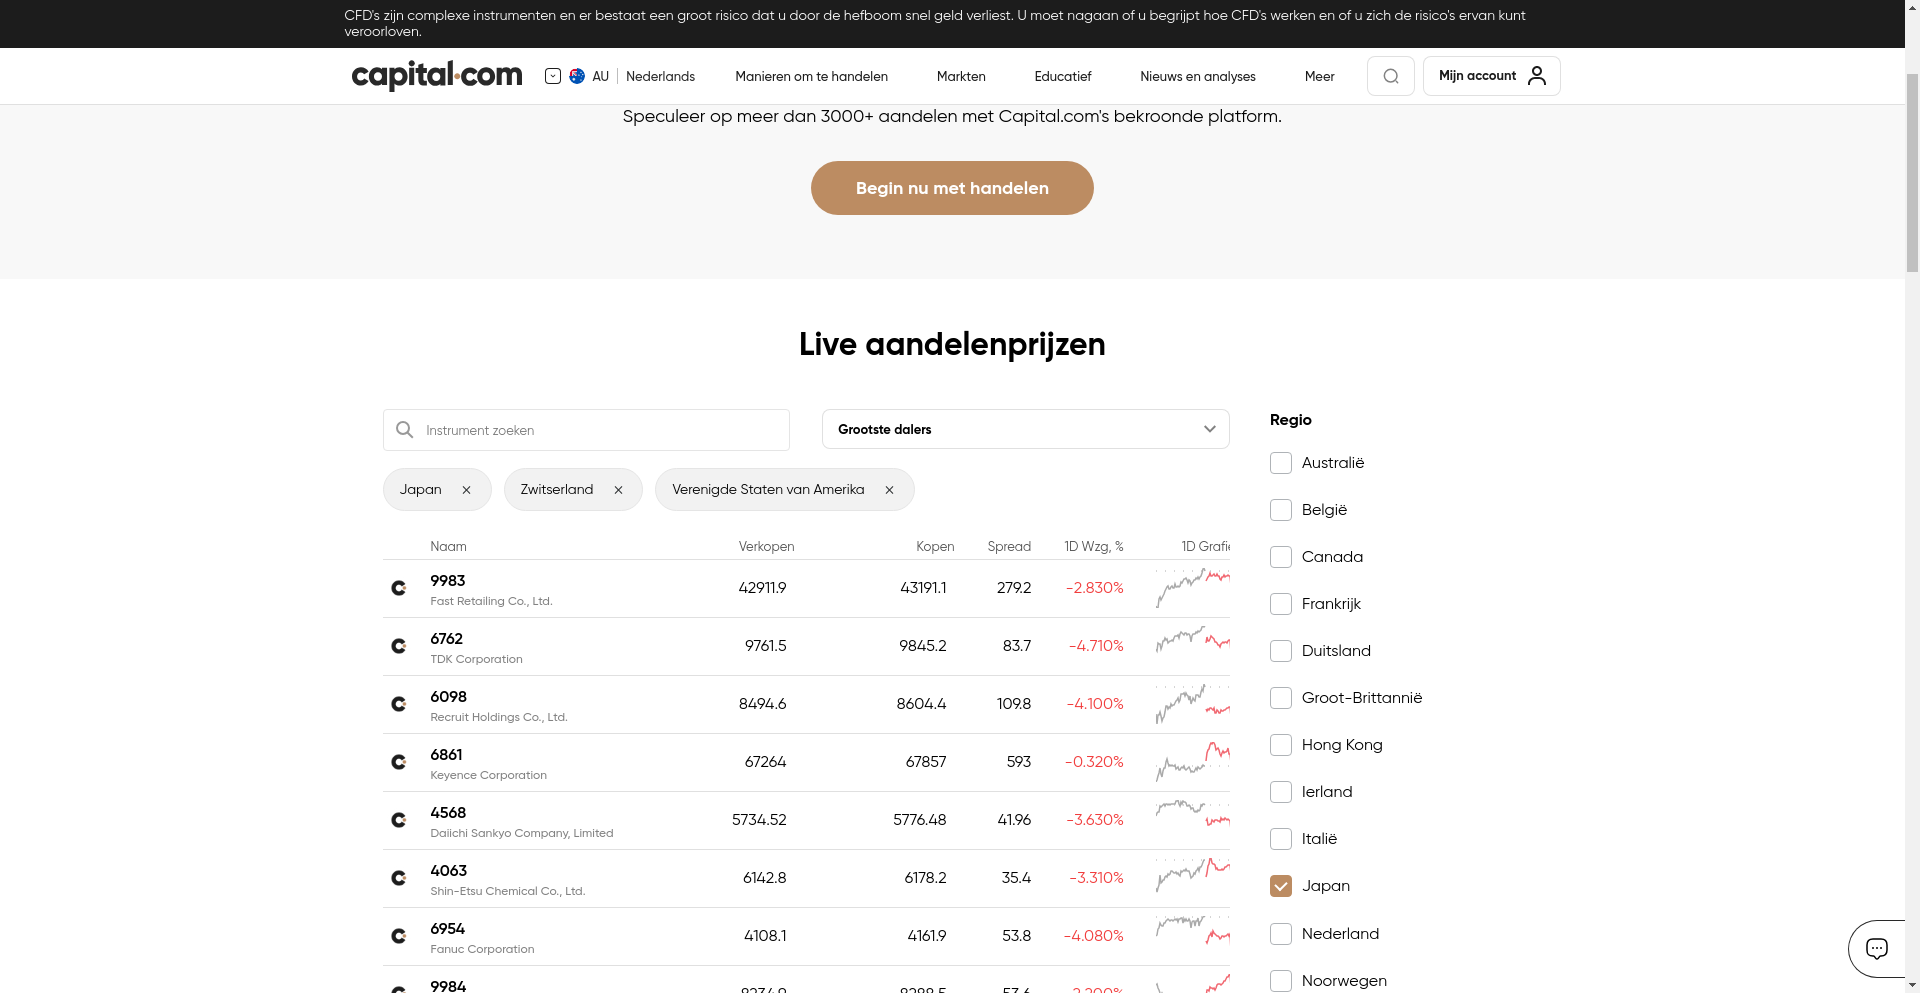 CFD's zijn complexe instrumenten en er bestaat een groot risico dat u door de hefboom snel geld verliest. U moet nagaan of u begrijpt hoe CFD's werken en of u zich de risico's ervan kunt
veroorloven.
capital.com
AU
Nederlands
Manieren om te handelen
Markten
Educatief
Nieuws en analyses
Meer
Mijn account
Speculeer op meer dan 3000+ aandelen met Capital.com's bekroonde platform.
Begin nu met handelen
Live aandelenprijzen
Instrument zoeken
Grootste dalers
Japan
Zwitserland
Verenigde Staten van Amerika
Naam Verkopen Kopen Spread 1D Wzg, % 1D Grafie
9983 42911.9 43191.1 279.2 -2.830%
Fast Retailing Co., Ltd.
6762 9761.5 9845.2 83.7 -4.710%
TDK Corporation
6098 8494.6 8604.4 109.8 -4.100%
Recruit Holdings Co., Ltd.
6861 67264 67857 593 -0.320%
Keyence Corporation
4568 5734.52 5776.48 41.96 -3.630%
Daiichi Sankyo Company, Limited
4063 6142.8 6178.2 35.4 -3.310%
Shin-Etsu Chemical Co., Ltd.
6954 4108.1 4161.9 53.8 -4.080%
Fanuc Corporation
9984
Regio
Australië
België
Canada
Frankrijk
Duitsland
Groot-Brittannië
Hong Kong
Ierland
Italië
Japan
Nederland
Noorwegen